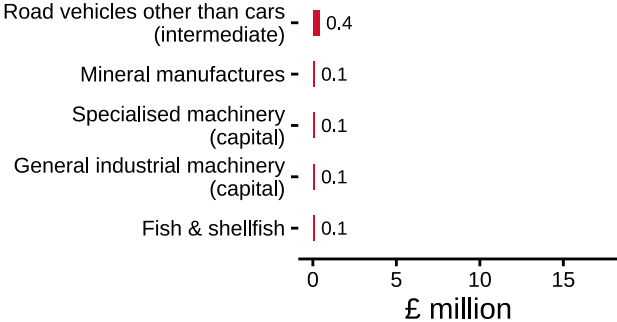 Road vehicles other than cars
(intermediate)
0.4
Mineral manufactures
0.1
Specialised machinery
(capital)
0.1
General industrial machinery
(capital)
0.1
Fish & shellfish
0.1
0 5 10 15
£ million